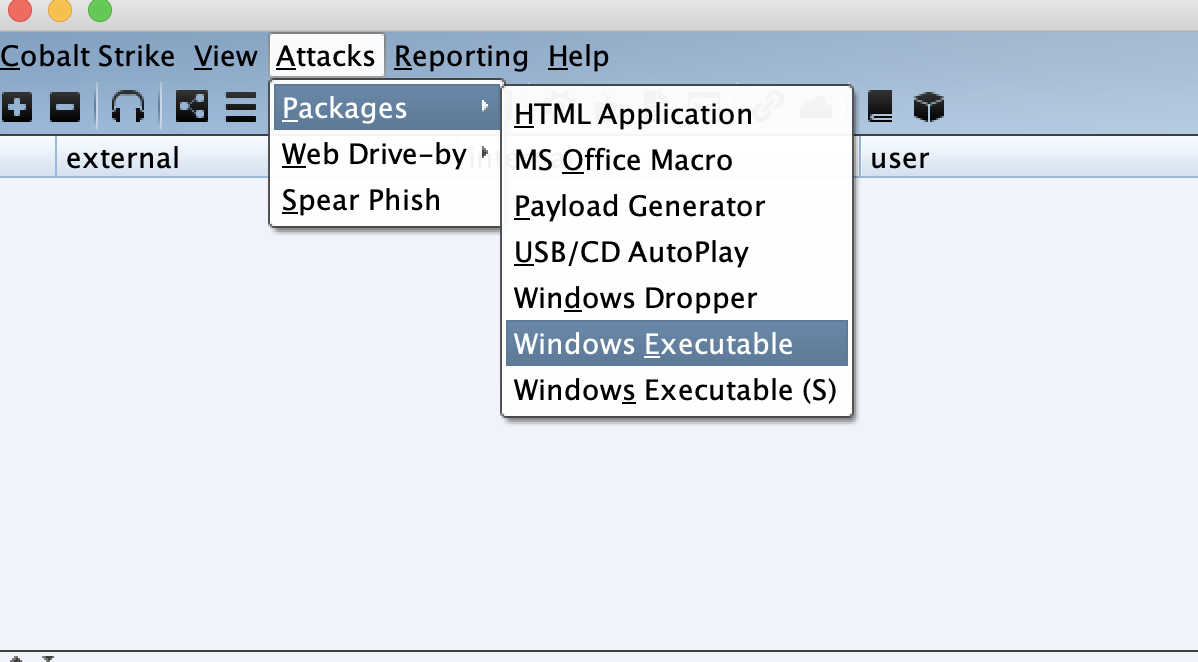 Cobalt Strike View Attacks Reporting Help
Packages
Web Drive-by
Spear Phish
HTML Application
MS Office Macro
Payload Generator
USB/CD AutoPlay
Windows Dropper
Windows Executable
Windows Executable (S)
external
user